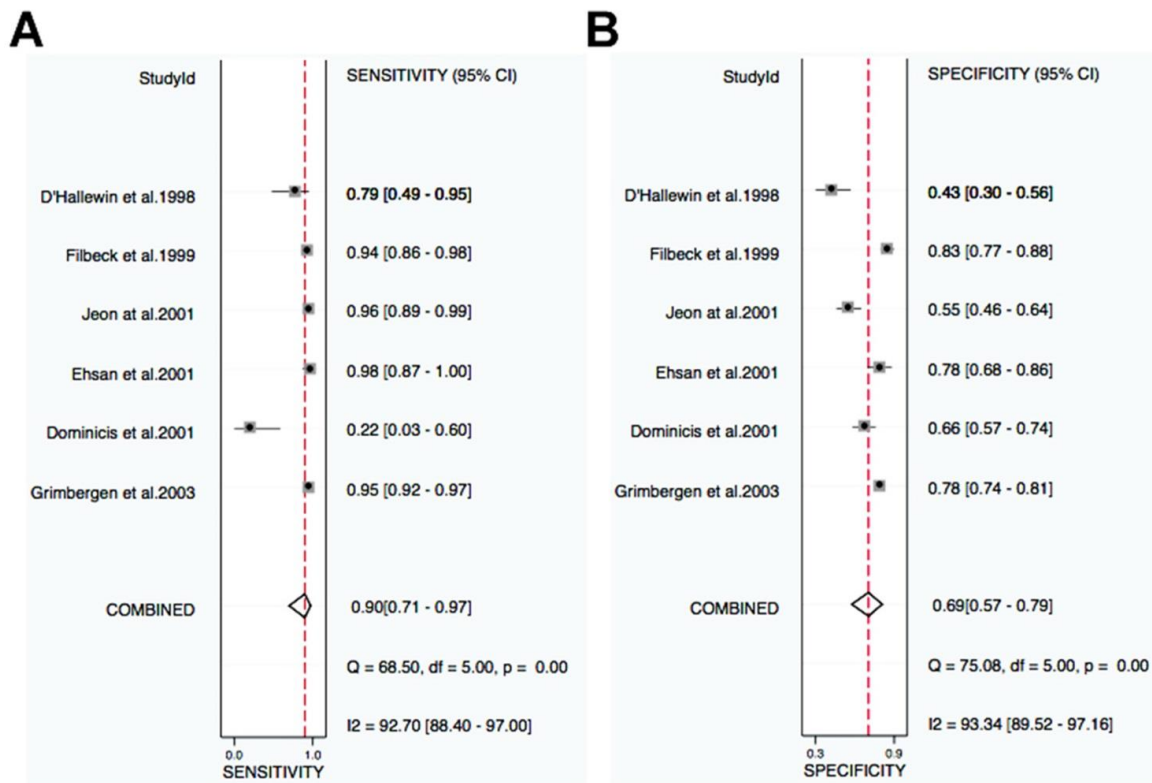 A
StudyId
SENSITIVITY (95% CI)
D'Hallewin et al.1998
0.79 [0.49 - 0.95]
Filbeck et al.1999
0.94 [0.86 - 0.98]
Jeon at al.2001
0.96 [0.89 - 0.99]
Ehsan et al.2001
0.98 [0.87 - 1.00]
Dominicis et al.2001
0.22 [0.03 - 0.60]
Grimbergen et al.2003
0.95 [0.92 - 0.97]
COMBINED
0.90[0.71 - 0.97]
Q = 68.50, df = 5.00, p = 0.00
I2 = 92.70 [88.40 - 97.00]
0.0
1.0
SENSITIVITY
B
StudyId
SPECIFICITY (95% CI)
D'Hallewin et al.1998
0.43 [0.30 - 0.56]
Filbeck et al.1999
0.83 [0.77 - 0.88]
Jeon at al.2001
0.55 [0.46 - 0.64]
Ehsan et al.2001
0.78 [0.68 - 0.86]
Dominicis et al.2001
0.66 [0.57 - 0.74]
Grimbergen et al.2003
0.78 [0.74 - 0.81]
COMBINED
0.69[0.57 - 0.79]
Q = 75.08, df = 5.00, p = 0.00
I2 = 93.34 [89.52 - 97.16]
0.3
0.9
SPECIFICITY